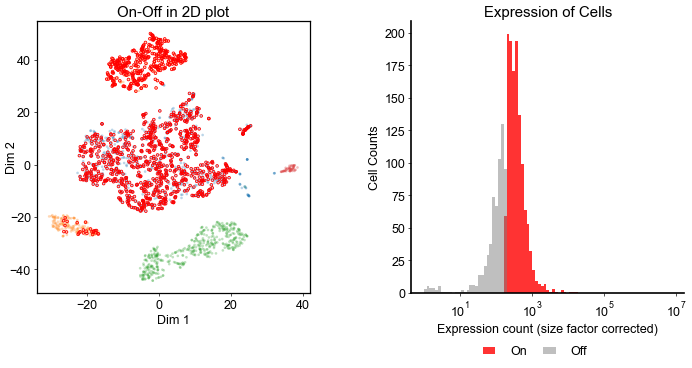 On-Off in 2D plot
Dim 2
40
20
0
−20
−40
−20
0
20
40
Dim 1
Expression of Cells
Cell Counts
200
175
150
125
100
75
50
25
0
10^1
10^3
10^5
10^7
Expression count (size factor corrected)
On
Off